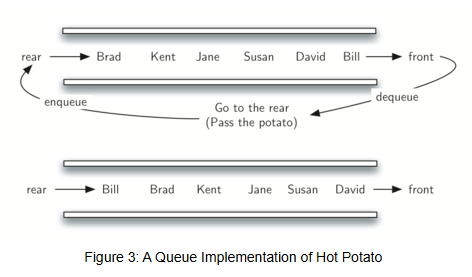 rear Brad Kent Jane Susan David Bill front
enqueue
dequeue
Go to the rear
(Pass the potato)
rear Bill Brad Kent Jane Susan David front
Figure 3: A Queue Implementation of Hot Potato